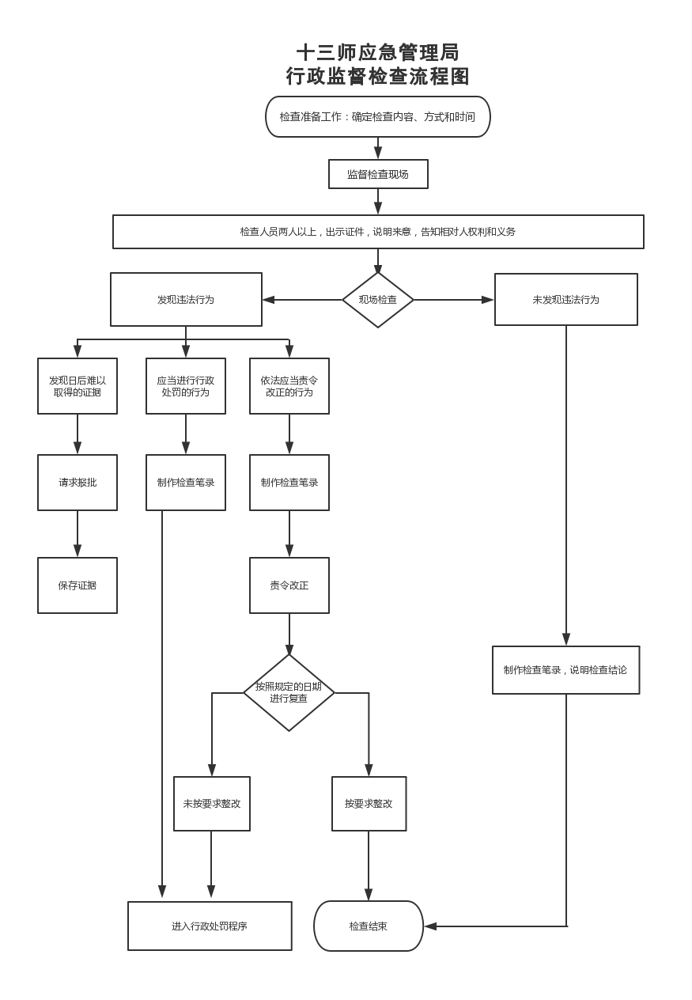 十三师应急管理局
行政监督检查流程图
检查准备工作：确定检查内容、方式和时间
监督检查现场
检查人员两人以上，出示证件，说明来意，告知相对人权利和义务
发现违法行为
现场检查
未发现违法行为
发现日后难以
取得的证据
应当进行行政
处罚的行为
依法应当责令
改正的行为
请求报批
制作检查笔录
制作检查笔录
保存证据
责令改正
制作检查笔录，说明检查结论
按照规定的日期
进行复查
未按要求整改
按要求整改
进入行政处罚程序
检查结束